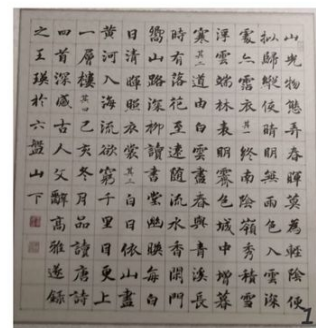 山光物態弄春暉莫為輕陰便
擬歸縱使晴明無雨色入雲深
處亦霑衣其一終南陰嶺秀積雪
浮雲端林表明霽色城中增暮
寒其二道由白雲盡春與青溪長
時有落花至遠隨流水香閑門
嚮山路深柳讀書堂幽映每白
日清輝照衣裳其三白日依山盡
黃河入海流欲窮千里目更上
一層樓其四己亥冬月品讀唐詩
四首深感古人文辭高雅遂錄
之王瑛於六盤山下
1